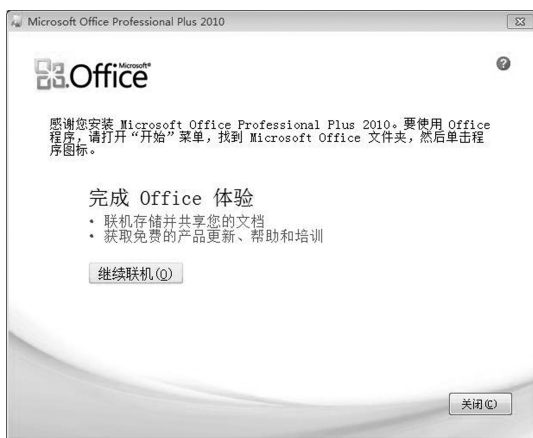 Microsoft Office Professional Plus 2010
Microsoft®
Office
感谢您安装 Microsoft Office Professional Plus 2010。要使用 Office
程序，请打开“开始”菜单，找到 Microsoft Office 文件夹，然后单击程
序图标。
完成 Office 体验
• 联机存储并共享您的文档
• 获取免费的产品更新、帮助和培训
继续联机(O)
关闭(C)